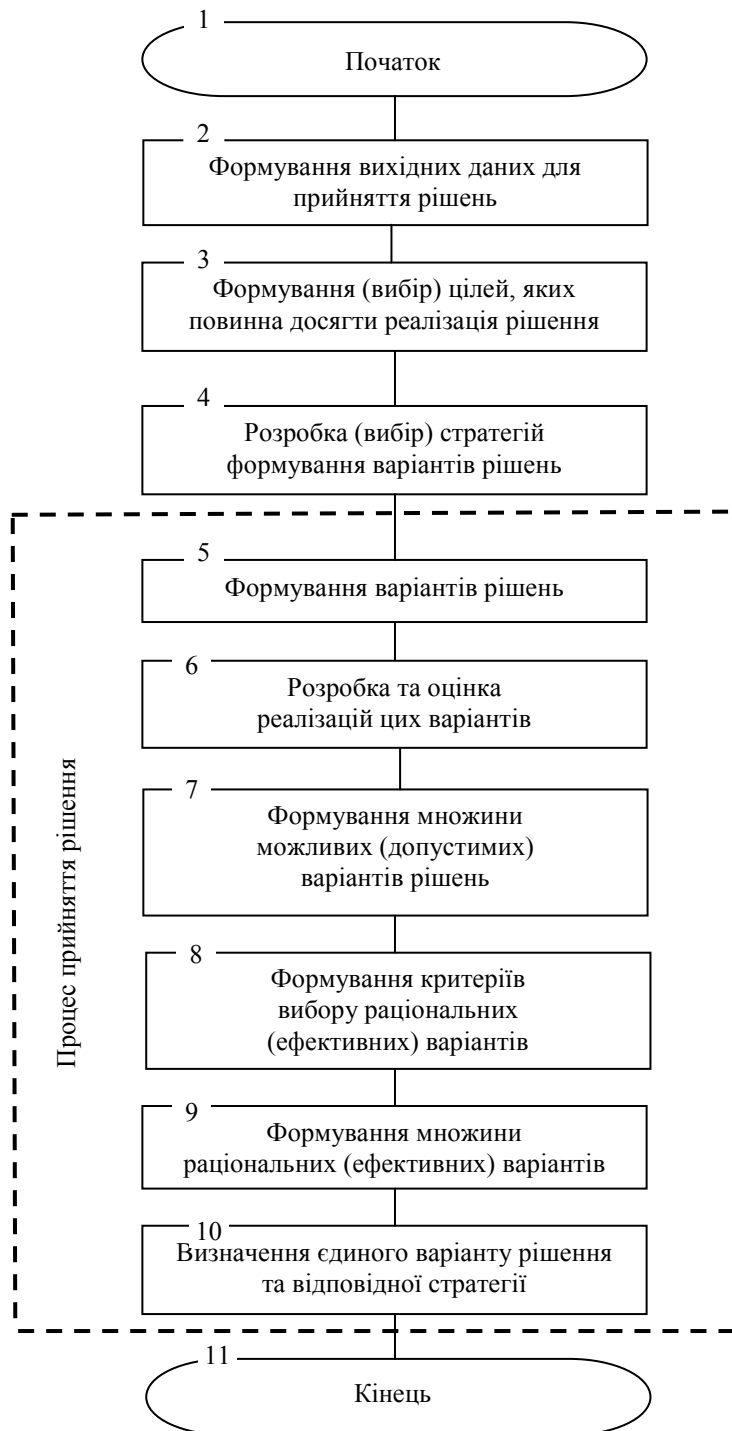 1
Початок
2
Формування вихідних даних для
прийняття рішень
3
Формування (вибір) цілей, яких
повинна досягти реалізація рішення
4
Розробка (вибір) стратегій
формування варіантів рішень
Процес прийняття рішення
5
Формування варіантів рішень
6
Розробка та оцінка
реалізацій цих варіантів
7
Формування множини
можливих (допустимих)
варіантів рішень
8
Формування критеріїв
вибору раціональних
(ефективних) варіантів
9
Формування множини
раціональних (ефективних) варіантів
10
Визначення єдиного варіанту рішення
та відповідної стратегії
11
Кінець